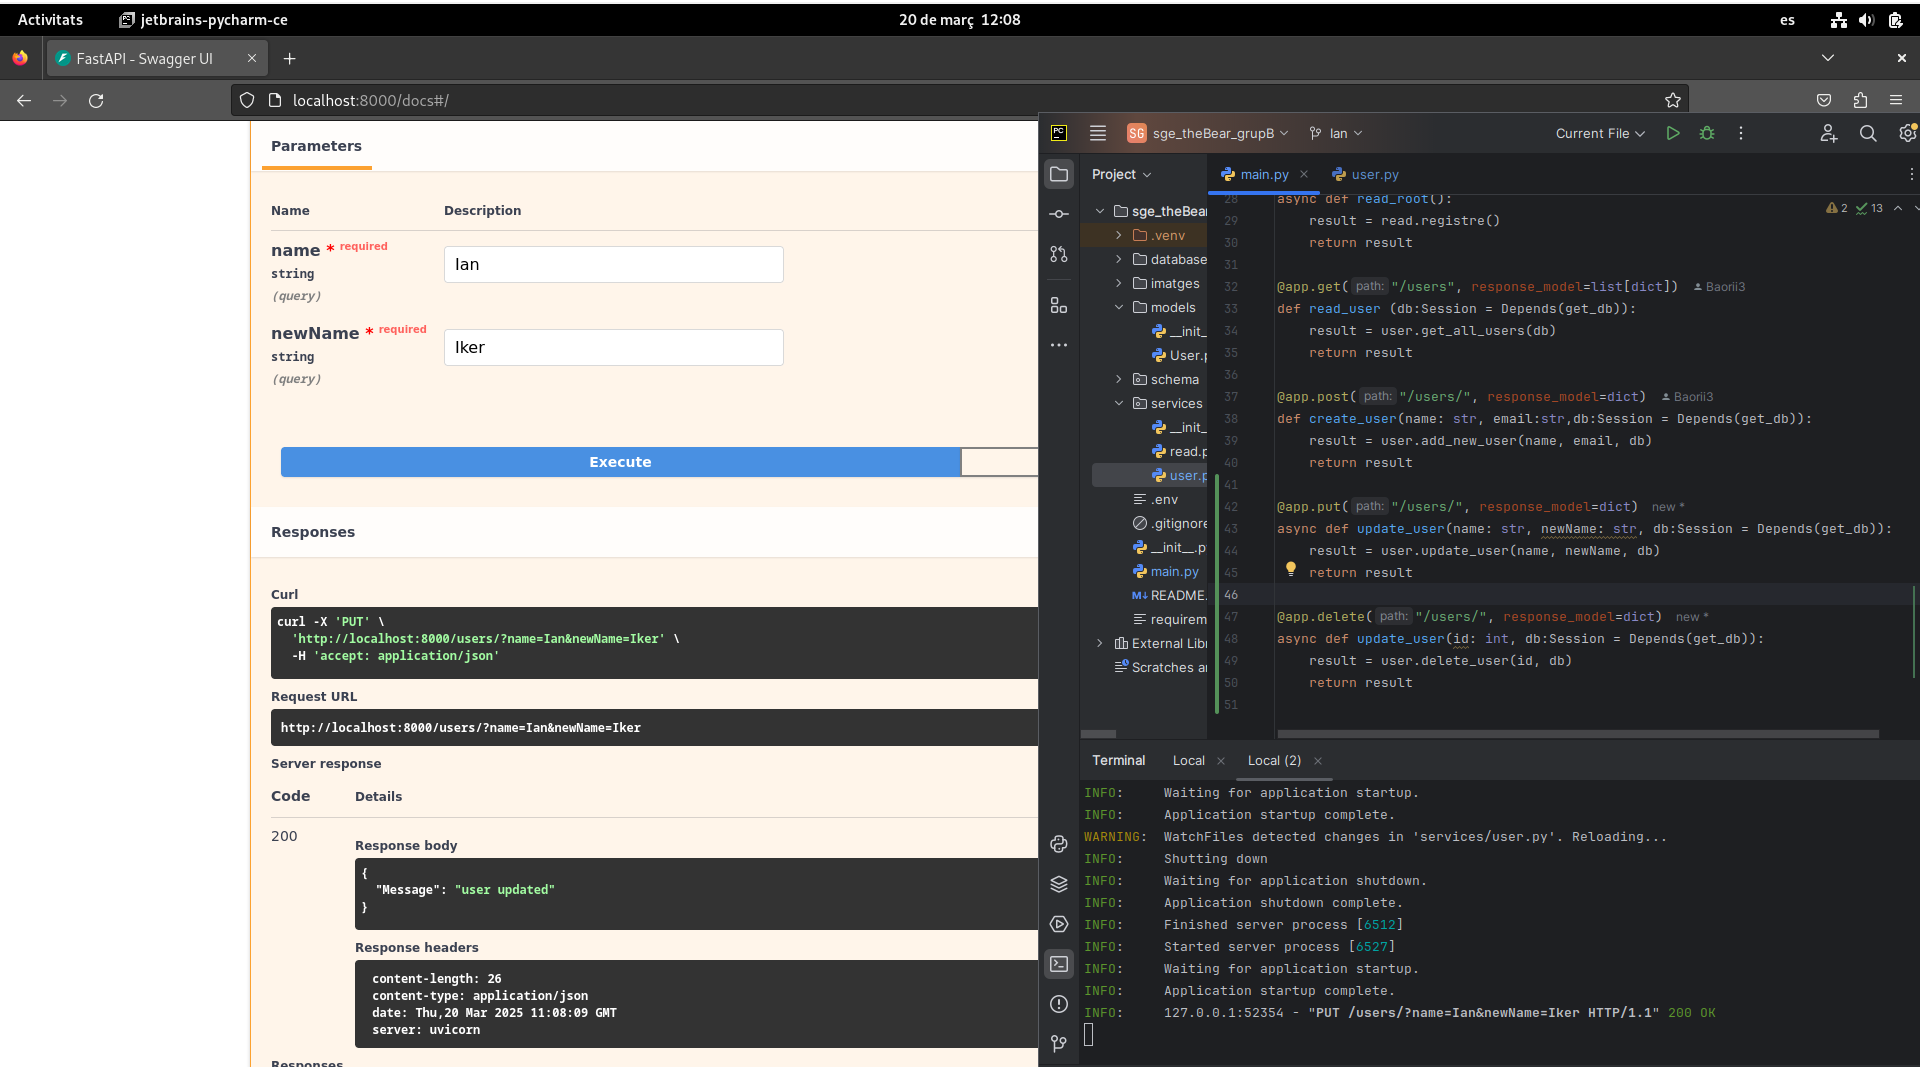 Activitats
jetbrains-pycharm-ce
20 de març 12:08
es
FastAPI - Swagger UI
localhost:8000/docs#/
Parameters
Name Description
name * required
string
(query)
Ian
newName * required
string
(query)
Iker
Execute
Responses
Curl
curl -X 'PUT' \
'http://localhost:8000/users/?name=Ian&newName=Iker' \
-H 'accept: application/json'
Request URL
http://localhost:8000/users/?name=Ian&newName=Iker
Server response
Code Details
200
Response body
{
"Message": "user updated"
}
Response headers
content-length: 26
content-type: application/json
date: Thu,20 Mar 2025 11:08:09 GMT
server: uvicorn
Responses
PC
SG sge_theBear_grupB
Ian
Current File
Project
main.py
user.py
sge_theBear
.venv
database
imatges
models
__init_
User.p
schema
services
__init_
read.p
user.p
.env
.gitignore
__init__.p
main.py
M↓ README.
requirem
External Lib
Scratches a
2 13
28 async def read_root():
29 result = read.registre()
30 return result
31
32 @app.get( path: "/users", response_model=list[dict]) Baorii3
33 def read_user (db:Session = Depends(get_db)):
34 result = user.get_all_users(db)
35 return result
36
37 @app.post( path: "/users/", response_model=dict) Baorii3
38 def create_user(name: str, email:str,db:Session = Depends(get_db)):
39 result = user.add_new_user(name, email, db)
40 return result
41
42 @app.put( path: "/users/", response_model=dict) new *
43 async def update_user(name: str, newName: str, db:Session = Depends(get_db)):
44 result = user.update_user(name, newName, db)
45 return result
46
47 @app.delete( path: "/users/", response_model=dict) new *
48 async def update_user(id: int, db:Session = Depends(get_db)):
49 result = user.delete_user(id, db)
50 return result
51
Terminal Local Local (2)
INFO: Waiting for application startup.
INFO: Application startup complete.
WARNING: WatchFiles detected changes in 'services/user.py'. Reloading...
INFO: Shutting down
INFO: Waiting for application shutdown.
INFO: Application shutdown complete.
INFO: Finished server process [6512]
INFO: Started server process [6527]
INFO: Waiting for application startup.
INFO: Application startup complete.
INFO: 127.0.0.1:52354 - "PUT /users/?name=Ian&newName=Iker HTTP/1.1" 200 OK